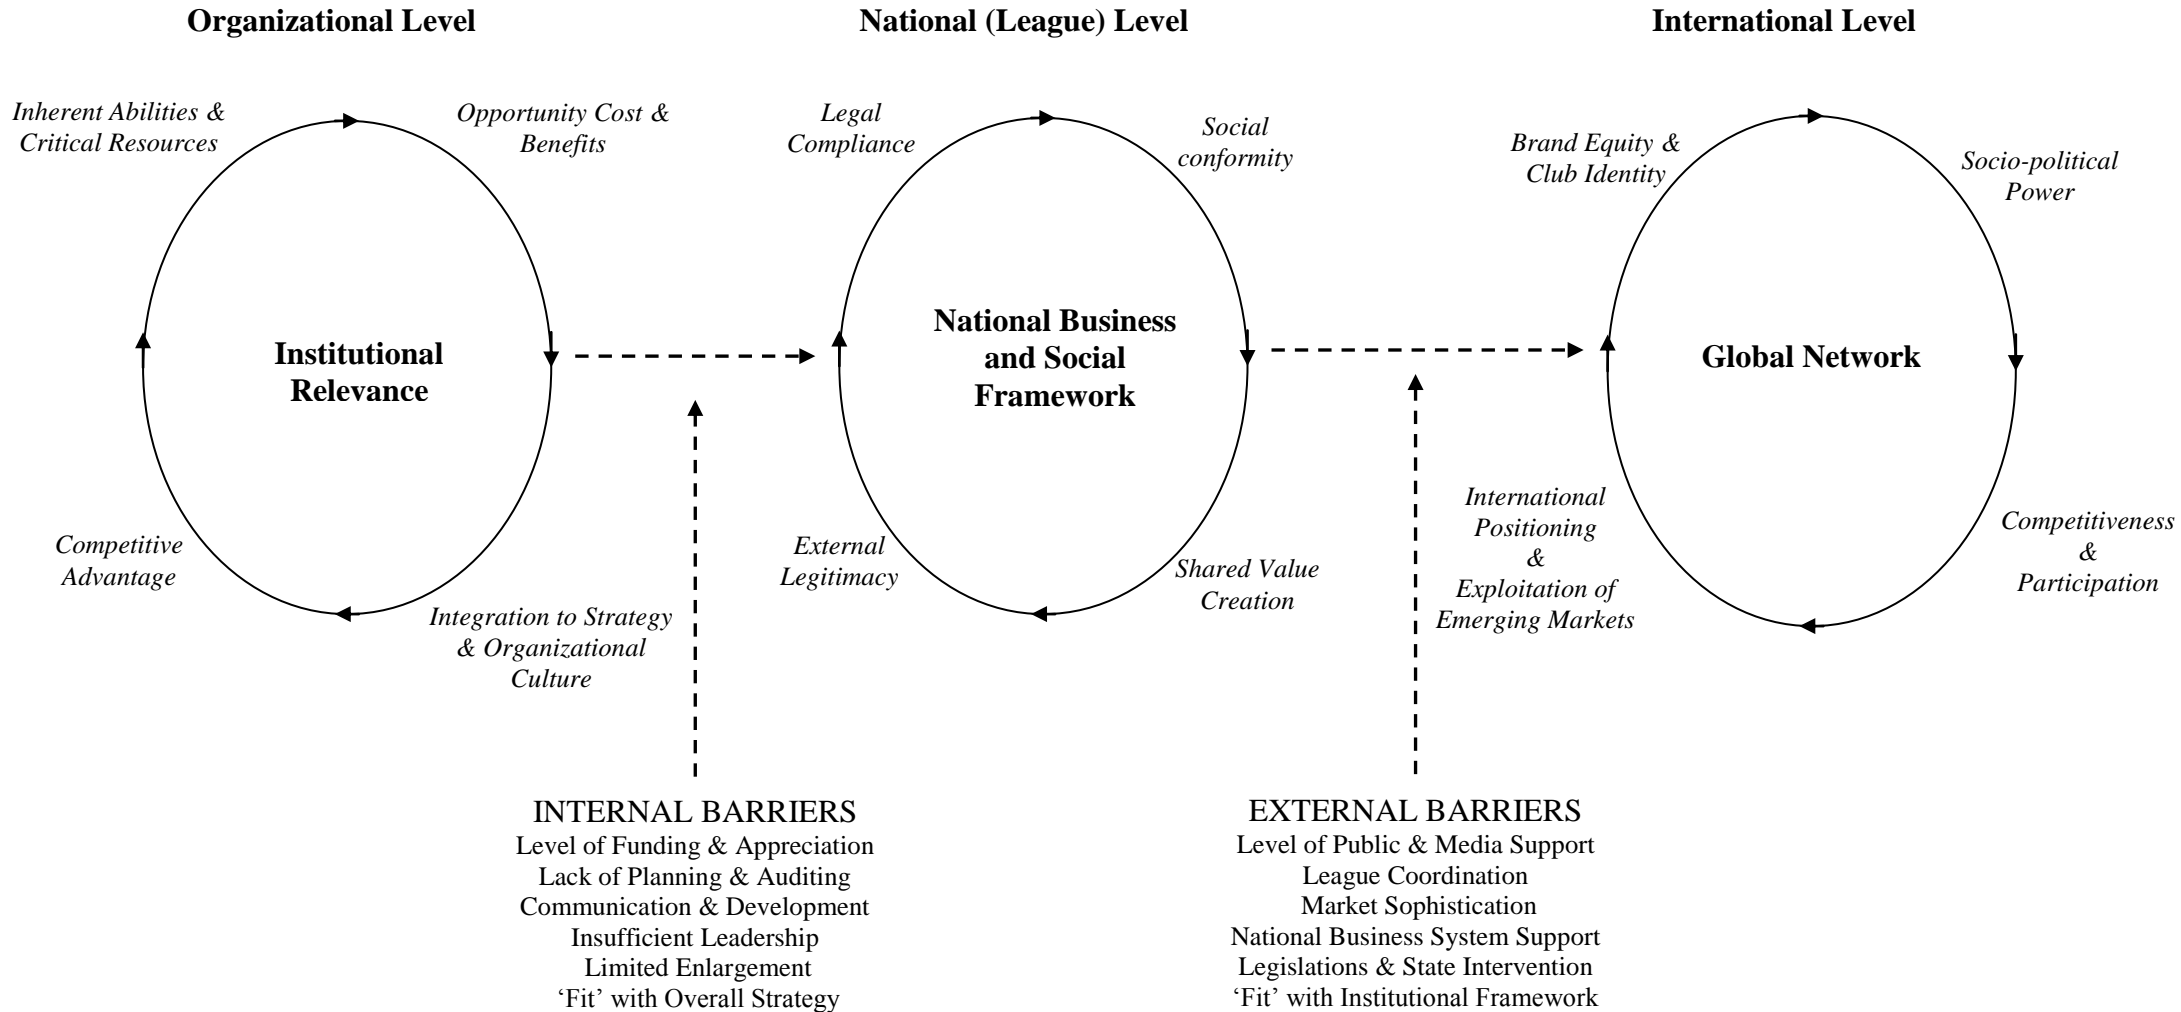 Organizational Level
National (League) Level
International Level
Inherent Abilities &
Critical Resources
Opportunity Cost &
Benefits
Institutional
Relevance
Competitive
Advantage
Integration to Strategy
& Organizational
Culture
Legal
Compliance
Social
conformity
National Business
and Social
Framework
External
Legitimacy
Shared Value
Creation
Brand Equity &
Club Identity
Socio-political
Power
Global Network
International
Positioning
&
Exploitation of
Emerging Markets
Competitiveness
&
Participation
INTERNAL BARRIERS
Level of Funding & Appreciation
Lack of Planning & Auditing
Communication & Development
Insufficient Leadership
Limited Enlargement
‘Fit’ with Overall Strategy
EXTERNAL BARRIERS
Level of Public & Media Support
League Coordination
Market Sophistication
National Business System Support
Legislations & State Intervention
‘Fit’ with Institutional Framework